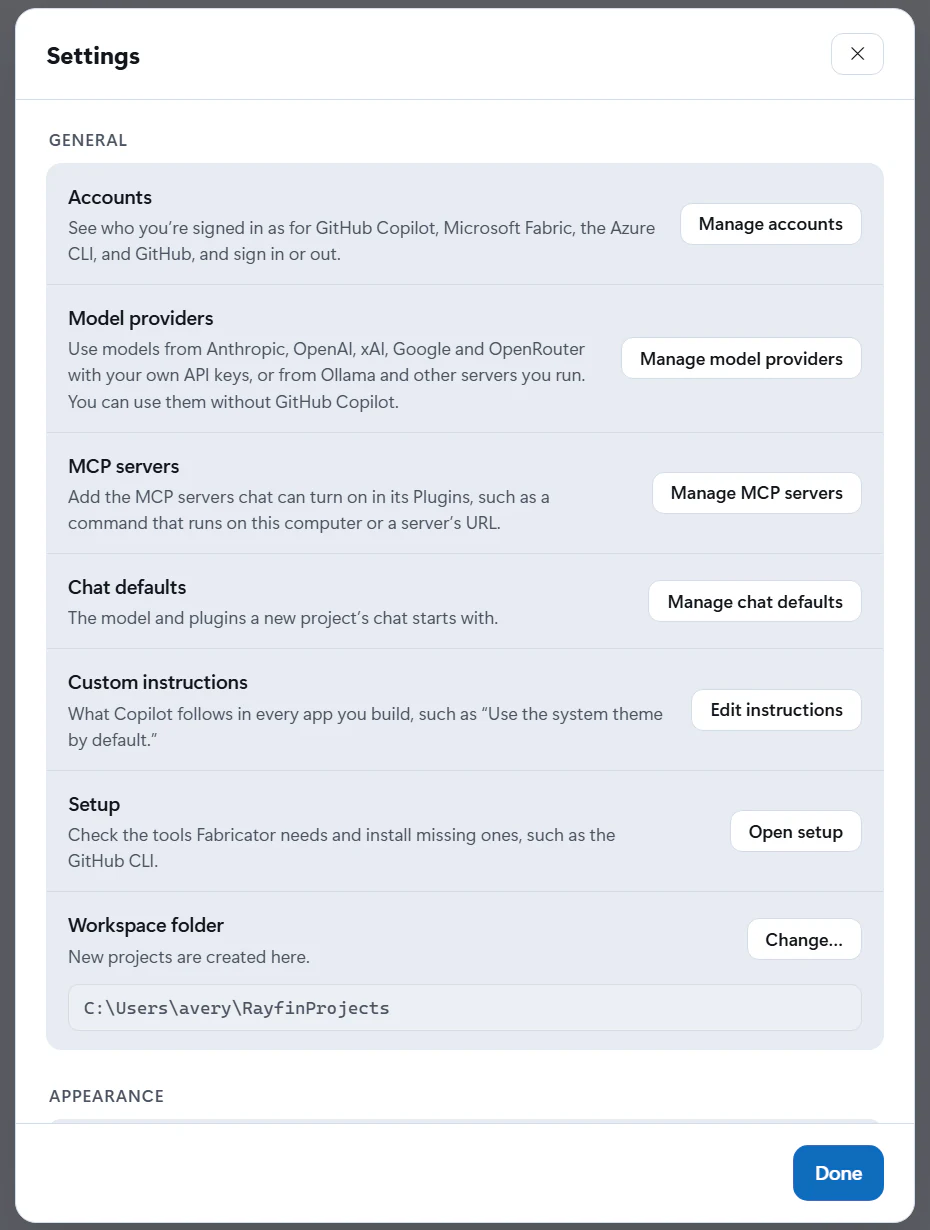 Settings
GENERAL
Accounts
See who you’re signed in as for GitHub Copilot, Microsoft Fabric, the Azure
CLI, and GitHub, and sign in or out.
Manage accounts
Model providers
Use models from Anthropic, OpenAI, xAI, Google and OpenRouter
with your own API keys, or from Ollama and other servers you run.
You can use them without GitHub Copilot.
Manage model providers
MCP servers
Add the MCP servers chat can turn on in its Plugins, such as a
command that runs on this computer or a server’s URL.
Manage MCP servers
Chat defaults
The model and plugins a new project’s chat starts with.
Manage chat defaults
Custom instructions
What Copilot follows in every app you build, such as “Use the system theme
by default.”
Edit instructions
Setup
Check the tools Fabricator needs and install missing ones, such as the
GitHub CLI.
Open setup
Workspace folder
New projects are created here.
Change...
C:\Users\avery\RayfinProjects
APPEARANCE
Done